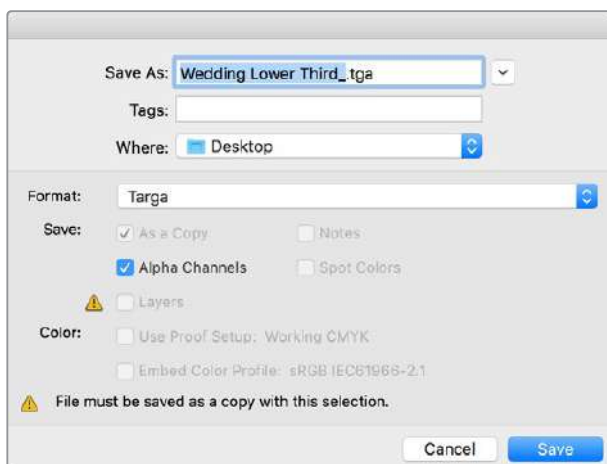 Save As: Wedding Lower Third_.tga
Tags:
Where: Desktop
Format: Targa
Save: As a Copy Notes
Alpha Channels Spot Colors
Layers
Color: Use Proof Setup: Working CMYK
Embed Color Profile: sRGB IEC61966-2.1
File must be saved as a copy with this selection.
Cancel Save